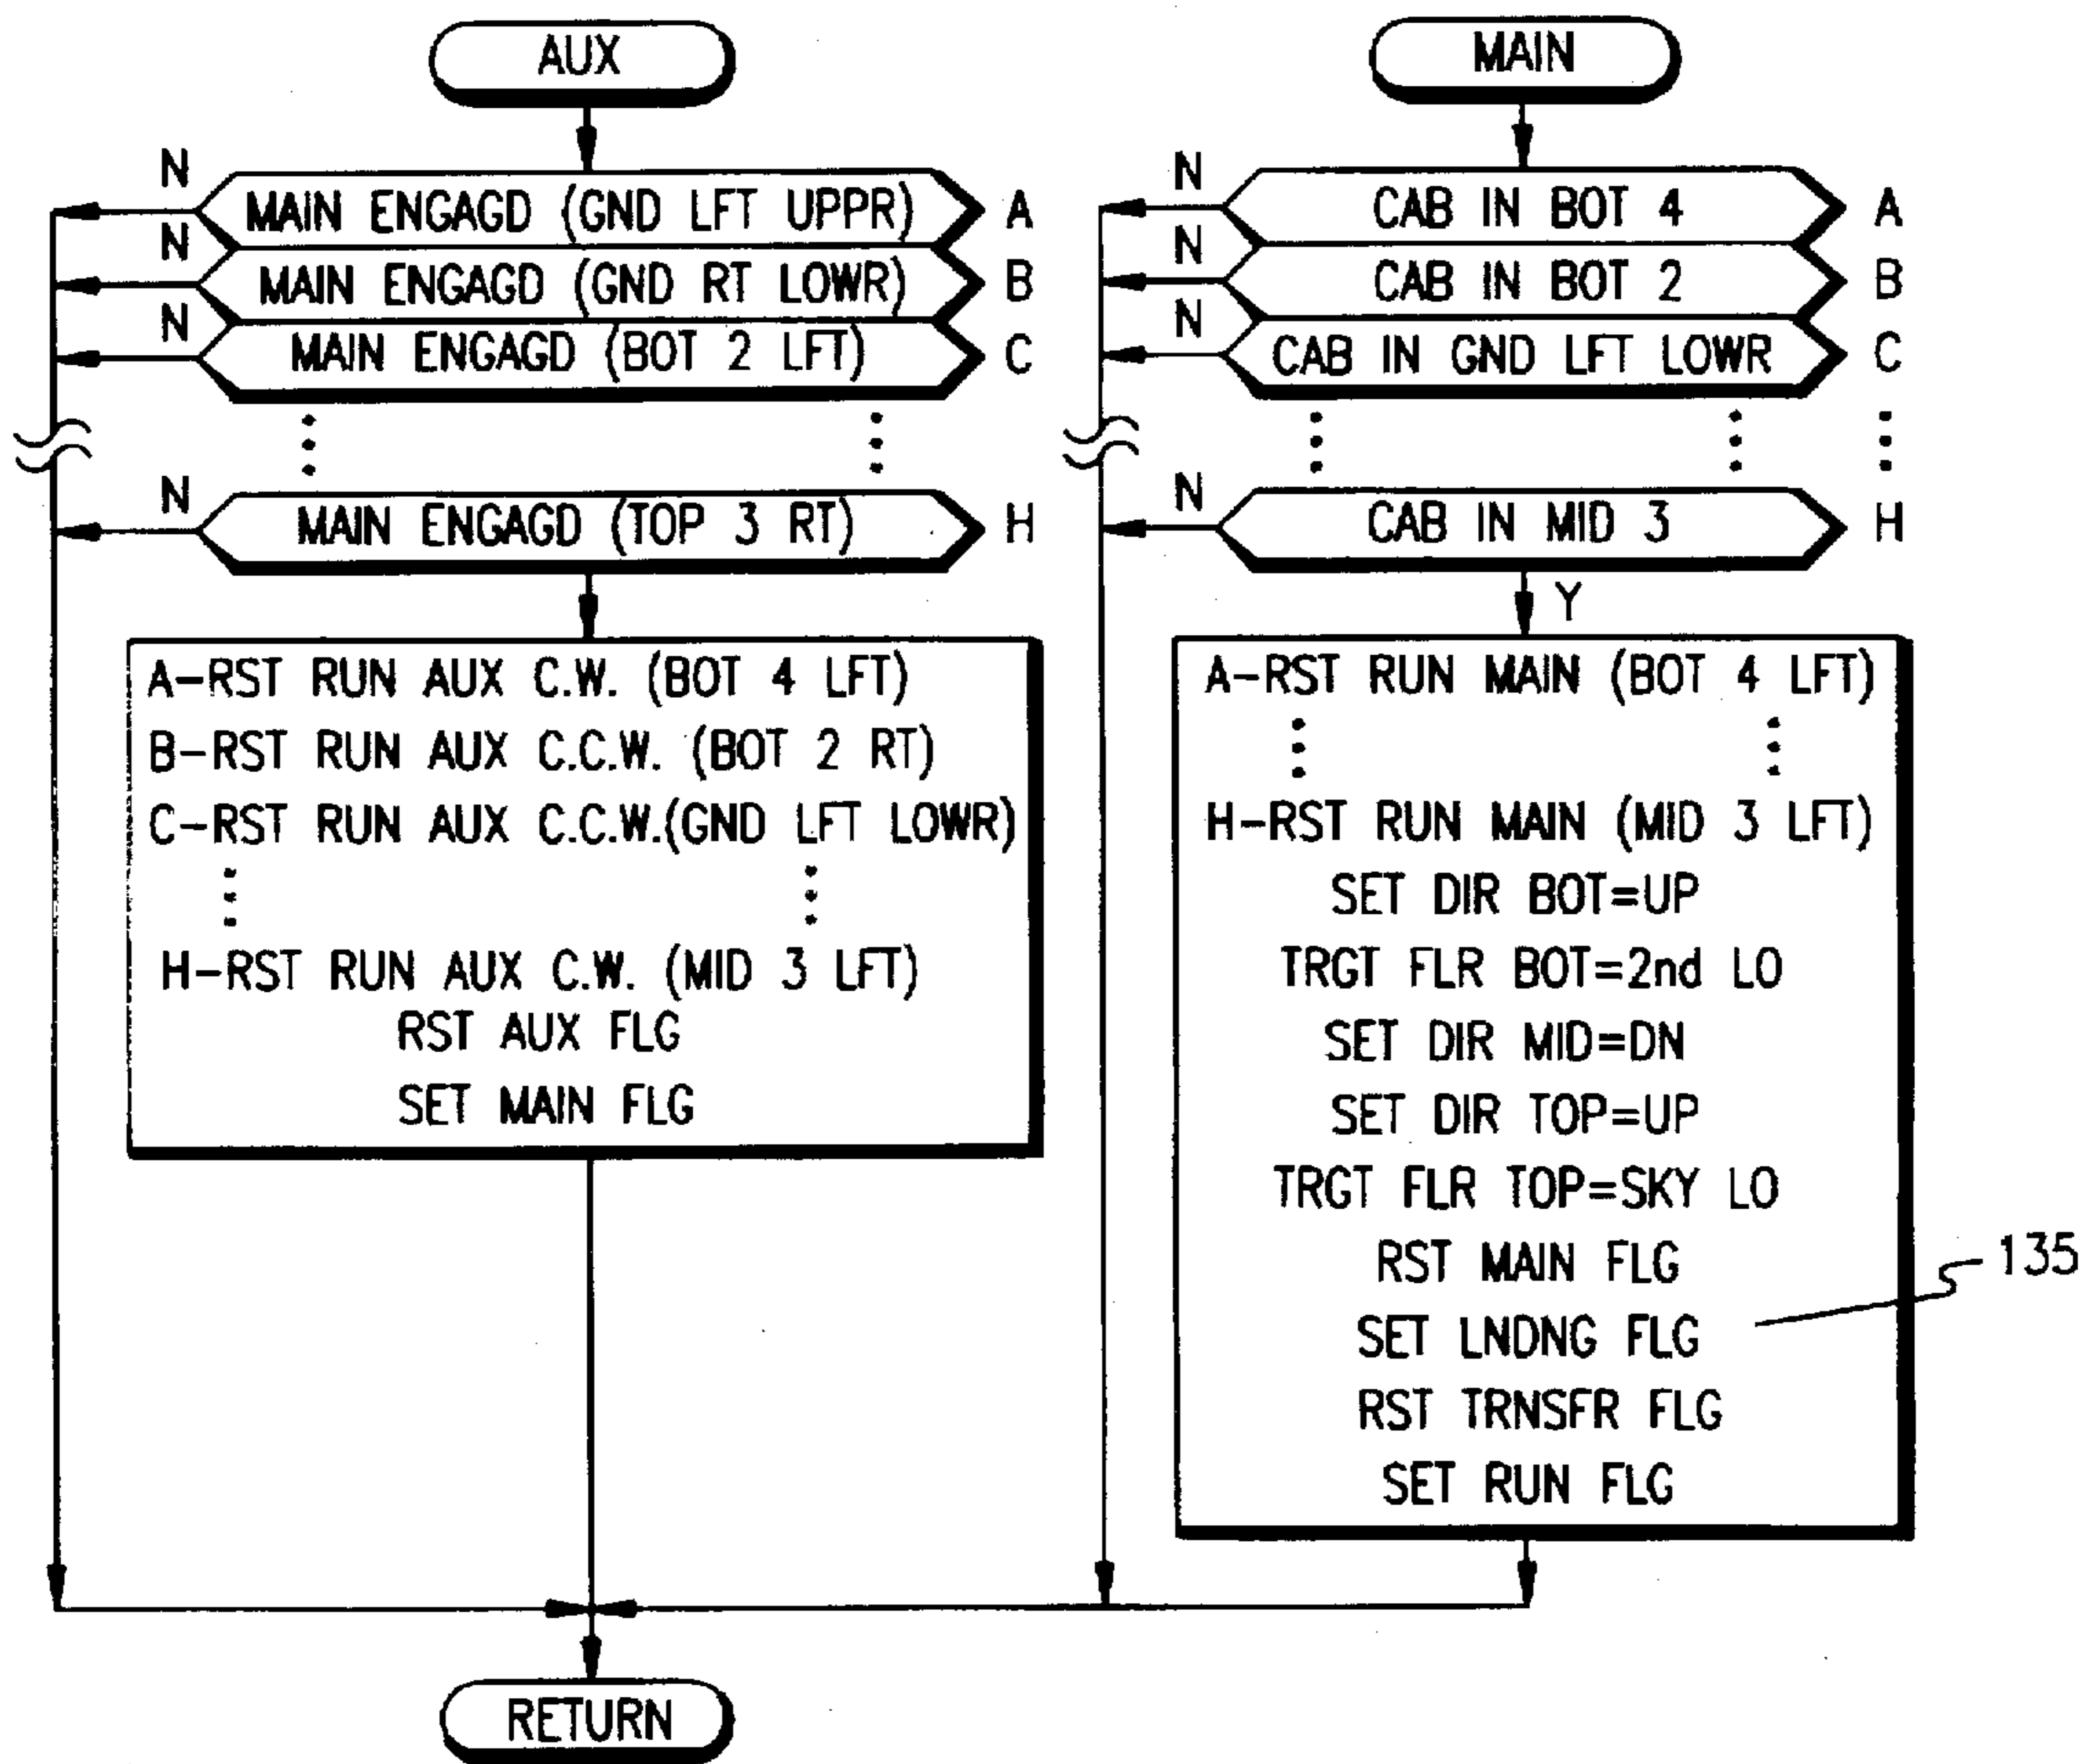 AUX
N
MAIN ENGAGD (GND LFT UPPR) A
N
MAIN ENGAGD (GND RT LOWR) B
N
MAIN ENGAGD (BOT 2 LFT) C
N
MAIN ENGAGD (TOP 3 RT) H
A-RST RUN AUX C.W. (BOT 4 LFT)
B-RST RUN AUX C.C.W. (BOT 2 RT)
C-RST RUN AUX C.C.W.(GND LFT LOWR)
H-RST RUN AUX C.W. (MID 3 LFT)
RST AUX FLG
SET MAIN FLG
MAIN
N
CAB IN BOT 4 A
N
CAB IN BOT 2 B
N
CAB IN GND LFT LOWR C
N
CAB IN MID 3 H
Y
A-RST RUN MAIN (BOT 4 LFT)
H-RST RUN MAIN (MID 3 LFT)
SET DIR BOT=UP
TRGT FLR BOT=2nd LO
SET DIR MID=DN
SET DIR TOP=UP
TRGT FLR TOP=SKY LO
RST MAIN FLG
SET LNDNG FLG
135
RST TRNSFR FLG
SET RUN FLG
RETURN